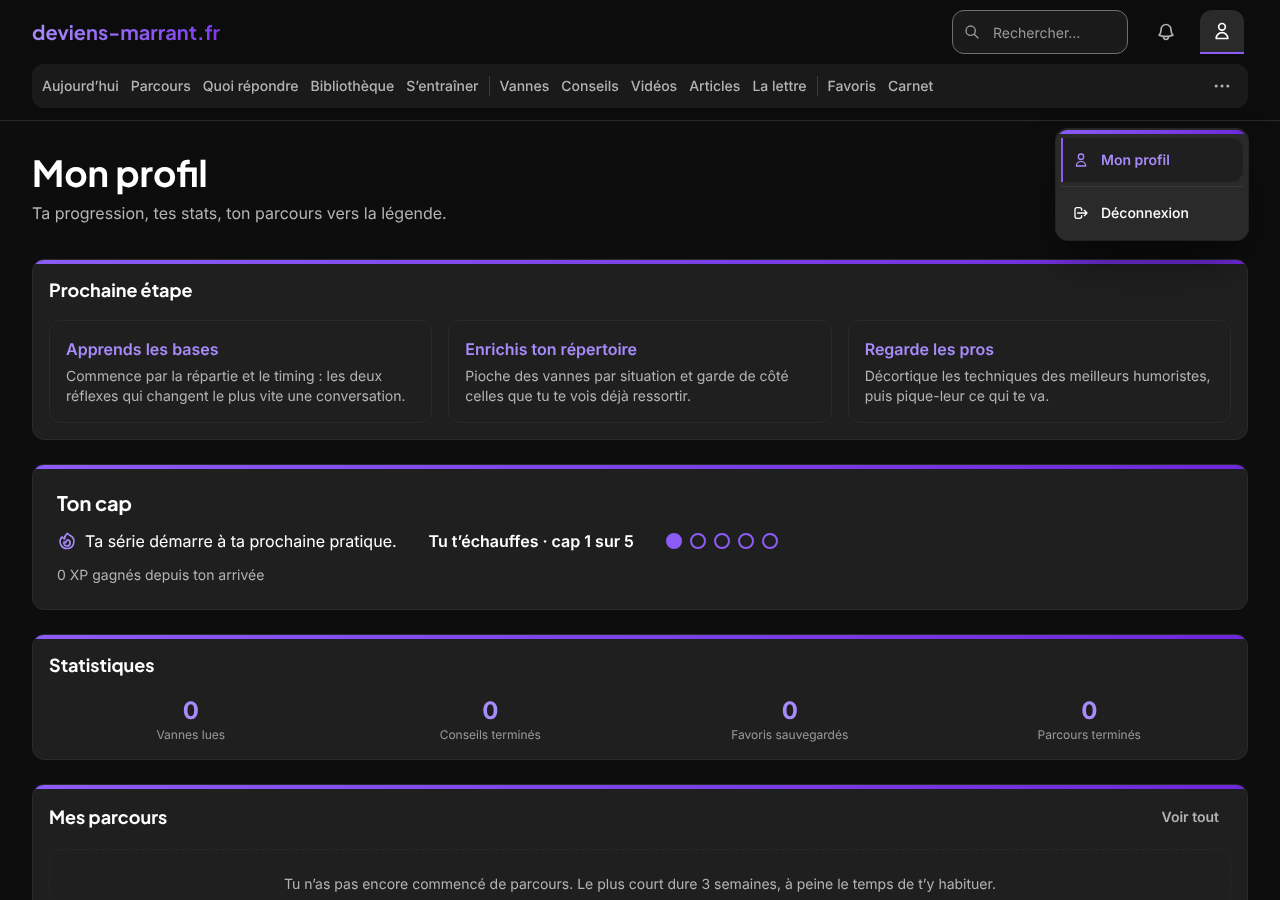 deviens-marrant.fr
Rechercher...
Aujourd’hui Parcours Quoi répondre Bibliothèque S’entraîner Vannes Conseils Vidéos Articles La lettre Favoris Carnet
Mon profil
Déconnexion
Mon profil
Ta progression, tes stats, ton parcours vers la légende.
Prochaine étape
Apprends les bases
Commence par la répartie et le timing : les deux
réflexes qui changent le plus vite une conversation.
Enrichis ton répertoire
Pioche des vannes par situation et garde de côté
celles que tu te vois déjà ressortir.
Regarde les pros
Décortique les techniques des meilleurs humoristes,
puis pique-leur ce qui te va.
Ton cap
Ta série démarre à ta prochaine pratique.
Tu t’échauffes · cap 1 sur 5
0 XP gagnés depuis ton arrivée
Statistiques
0
Vannes lues
0
Conseils terminés
0
Favoris sauvegardés
0
Parcours terminés
Mes parcours
Voir tout
Tu n’as pas encore commencé de parcours. Le plus court dure 3 semaines, à peine le temps de t’y habituer.